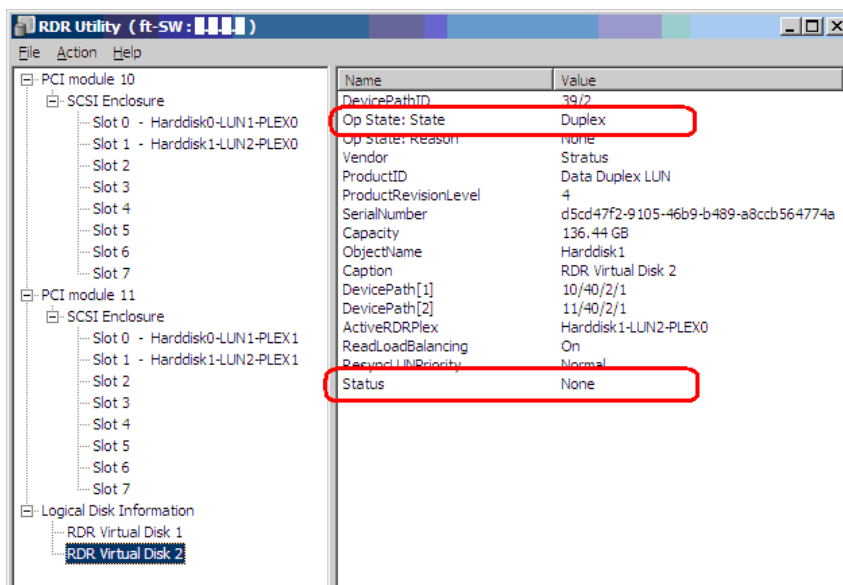 RDR Utility ( ft-SW : . . . )
File Action Help
PCI module 10
SCSI Enclosure
Slot 0 - Harddisk0-LUN1-PLEX0
Slot 1 - Harddisk1-LUN2-PLEX0
Slot 2
Slot 3
Slot 4
Slot 5
Slot 6
Slot 7
PCI module 11
SCSI Enclosure
Slot 0 - Harddisk0-LUN1-PLEX1
Slot 1 - Harddisk1-LUN2-PLEX1
Slot 2
Slot 3
Slot 4
Slot 5
Slot 6
Slot 7
Logical Disk Information
RDR Virtual Disk 1
RDR Virtual Disk 2
Name Value
DevicePathID 39/2
Op State: State Duplex
Op State: Reason None
Vendor Stratus
ProductID Data Duplex LUN
ProductRevisionLevel 4
SerialNumber d5cd47f2-9105-46b9-b489-a8ccb564774a
Capacity 136.44 GB
ObjectName Harddisk1
Caption RDR Virtual Disk 2
DevicePath[1] 10/40/2/1
DevicePath[2] 11/40/2/1
ActiveRDRPlex Harddisk1-LUN2-PLEX0
ReadLoadBalancing On
ResyncLUNPriority Normal
Status None